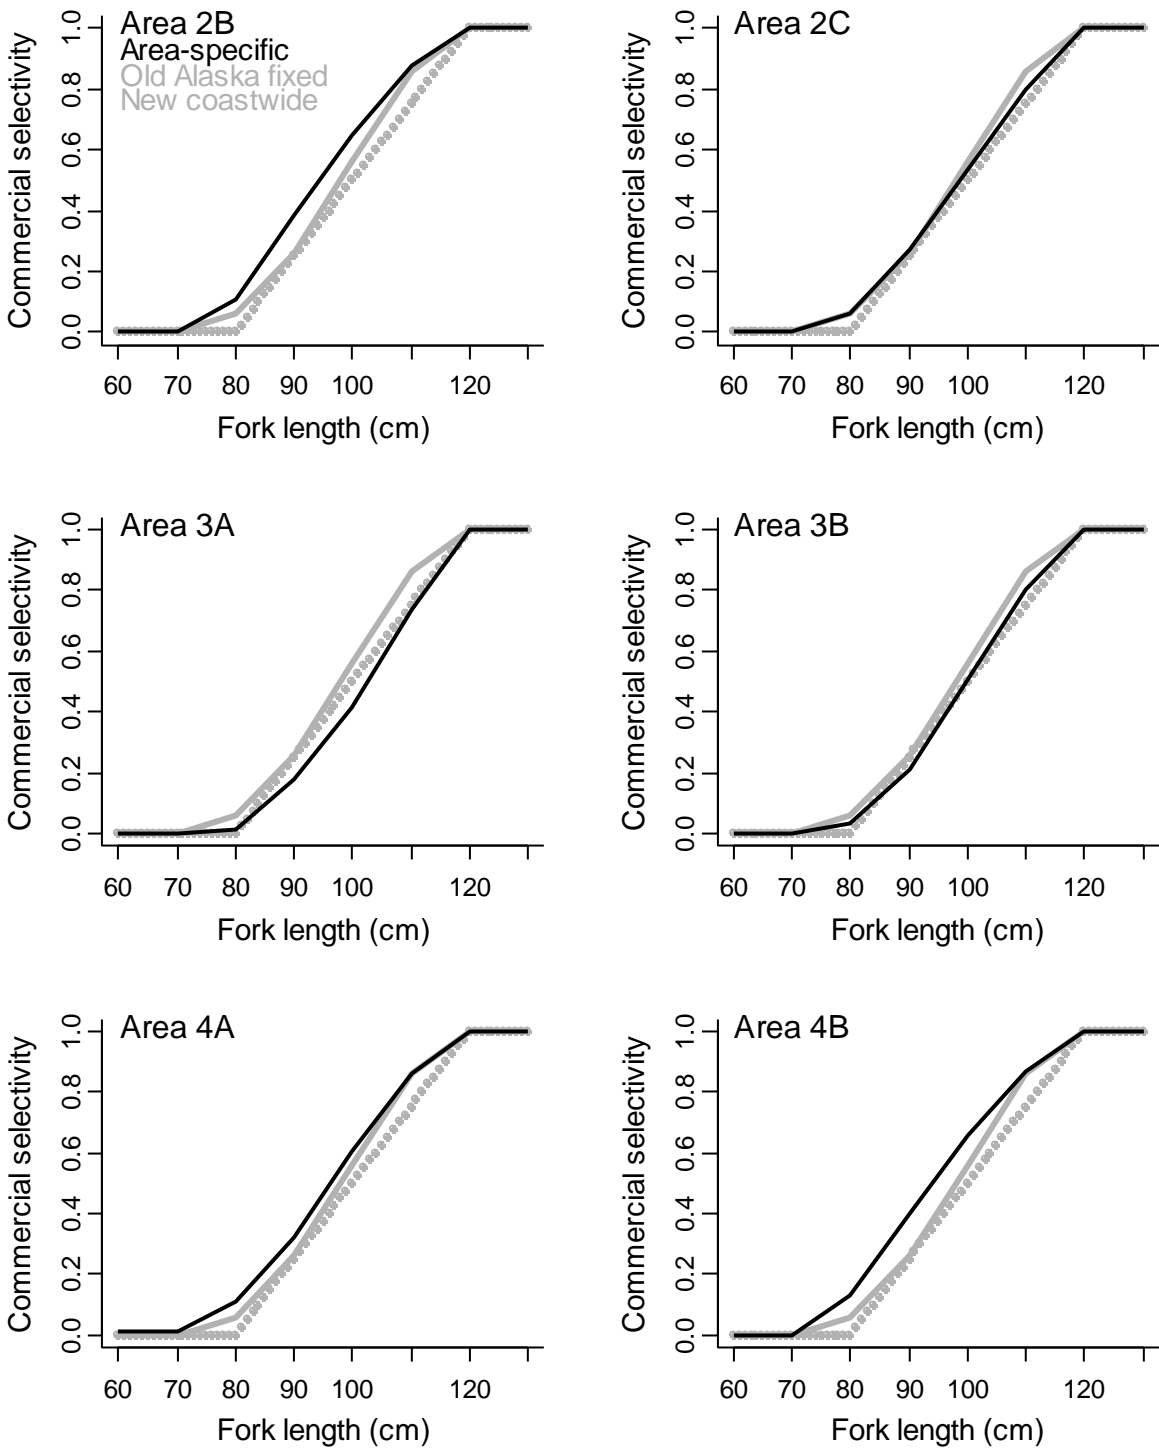 Area 2B
Area-specific
Old Alaska fixed
New coastwide
Commercial selectivity
0.0 0.2 0.4 0.6 0.8 1.0
60 70 80 90 100 120
Fork length (cm)
Area 2C
Commercial selectivity
0.0 0.2 0.4 0.6 0.8 1.0
60 70 80 90 100 120
Fork length (cm)
Area 3A
Commercial selectivity
0.0 0.2 0.4 0.6 0.8 1.0
60 70 80 90 100 120
Fork length (cm)
Area 3B
Commercial selectivity
0.0 0.2 0.4 0.6 0.8 1.0
60 70 80 90 100 120
Fork length (cm)
Area 4A
Commercial selectivity
0.0 0.2 0.4 0.6 0.8 1.0
60 70 80 90 100 120
Fork length (cm)
Area 4B
Commercial selectivity
0.0 0.2 0.4 0.6 0.8 1.0
60 70 80 90 100 120
Fork length (cm)